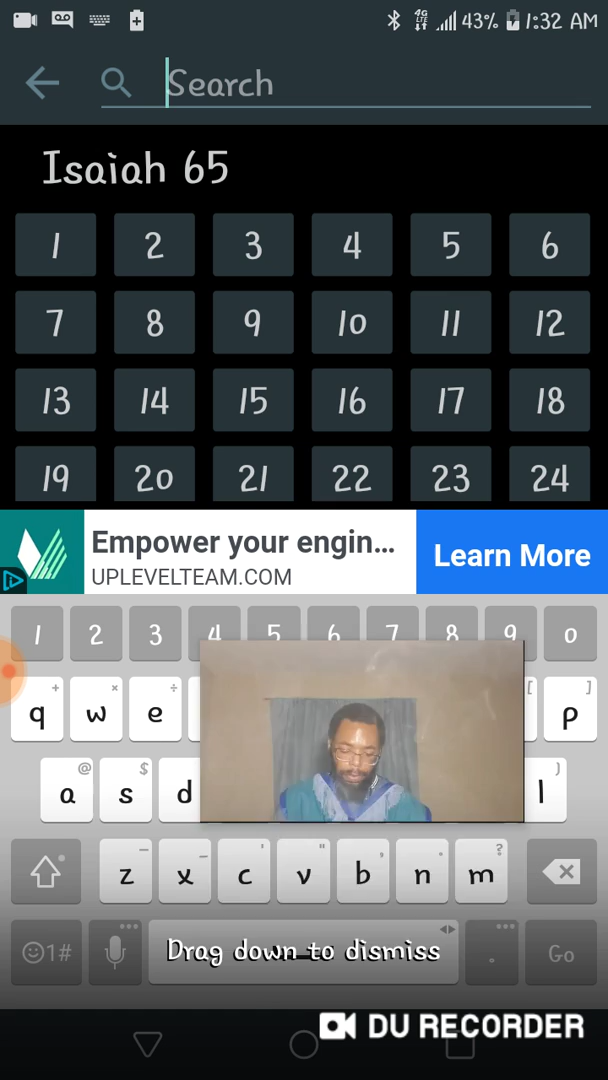 43% 1:32 AM
Search
Isaiah 65
1 2 3 4 5 6
7 8 9 10 11 12
13 14 15 16 17 18
19 20 21 22 23 24
Empower your engin... Learn More
UPLEVELTEAM.COM
1 2 3 4 5 6 7 8 9 0
q w e [ ] p
@ $ )
a s d l
z x c v b n m ?
1# Drag down to dismiss . Go
DU RECORDER